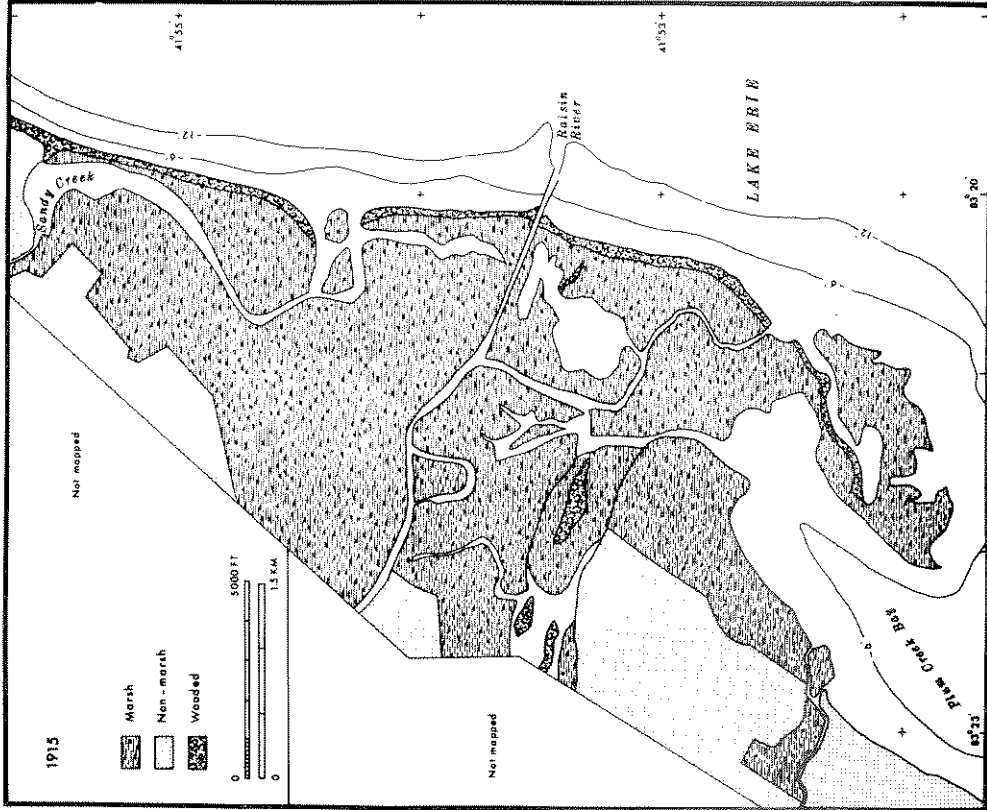 1915
Marsh
Non-marsh
Wooded
0 5000 FT
0 1.5 KM
Not mapped
Not mapped
Sandy Creek
Raisin
River
LAKE ERIE
Plum Creek Bay
41°55'
41°53'
83°20'
83°23'
-6-
-12-
-6-
-12-
-6-